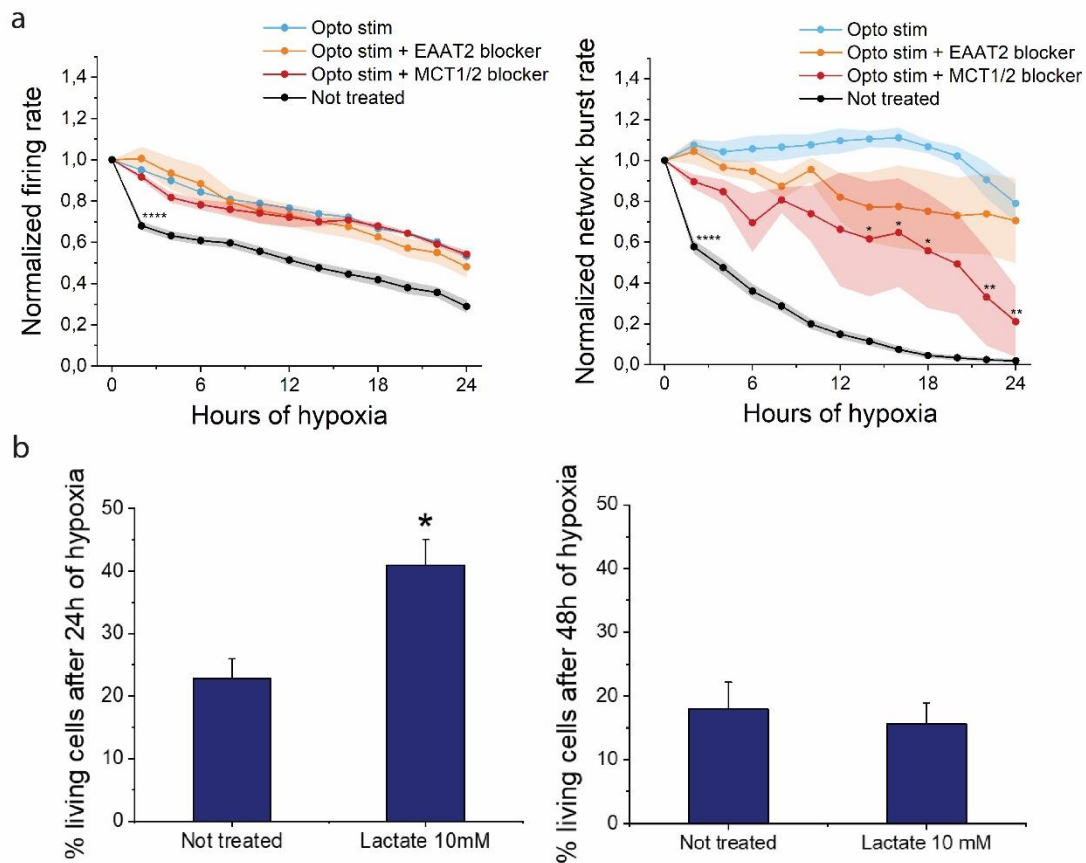 a
Opto stim
Opto stim + EAAT2 blocker
Opto stim + MCT1/2 blocker
Not treated
Normalized firing rate
1,4
1,2
1,0
0,8
0,6
0,4
0,2
0,0
****
0
6
12
18
24
Hours of hypoxia
Opto stim
Opto stim + EAAT2 blocker
Opto stim + MCT1/2 blocker
Not treated
Normalized network burst rate
1,4
1,2
1,0
0,8
0,6
0,4
0,2
0,0
****
*
*
*
**
**
0
6
12
18
24
Hours of hypoxia
b
% living cells after 24h of hypoxia
50
40
30
20
10
0
*
Not treated
Lactate 10mM
% living cells after 48h of hypoxia
50
40
30
20
10
0
Not treated
Lactate 10 mM